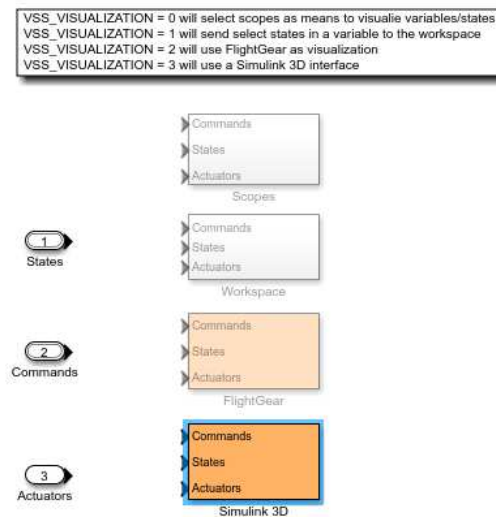 VSS_VISUALIZATION = 0 will select scopes as means to visualie variables/states
VSS_VISUALIZATION = 1 will send select states in a variable to the workspace
VSS_VISUALIZATION = 2 will use FlightGear as visualization
VSS_VISUALIZATION = 3 will use a Simulink 3D interface
Commands
States
Actuators
Scopes
1
States
Commands
States
Actuators
Workspace
2
Commands
Commands
States
Actuators
FlightGear
3
Actuators
Commands
States
Actuators
Simulink 3D